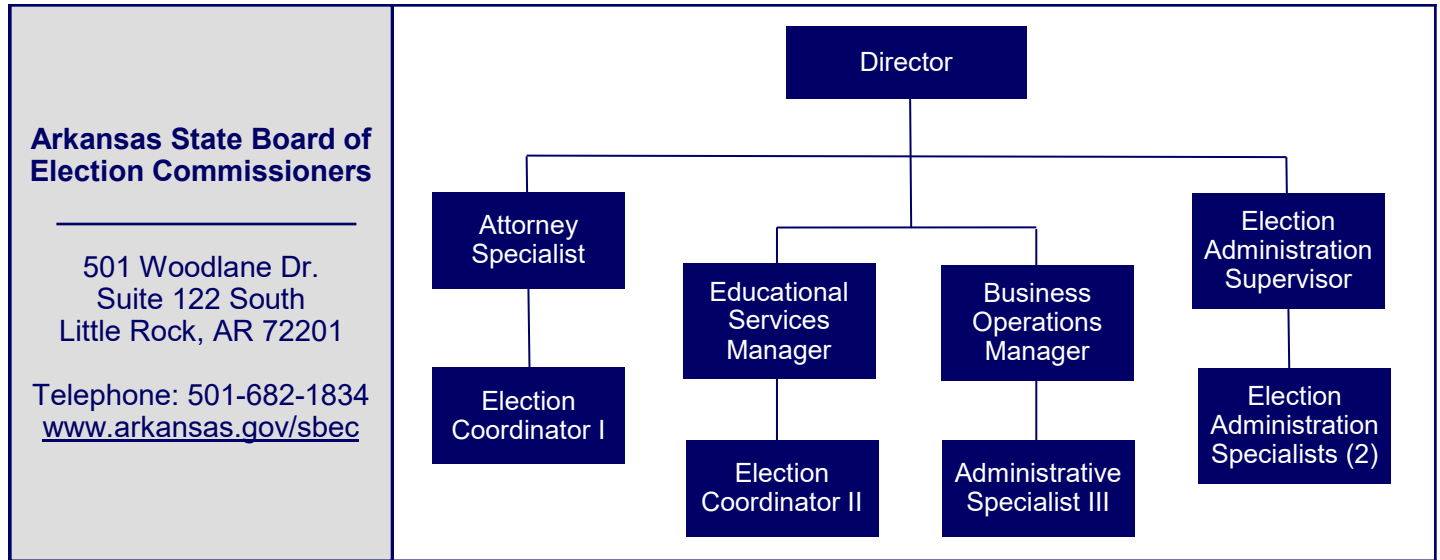 Arkansas State Board of
Election Commissioners
501 Woodlane Dr.
Suite 122 South
Little Rock, AR 72201
Telephone: 501-682-1834
www.arkansas.gov/sbec
Director
Attorney
Specialist
Election
Coordinator I
Educational
Services
Manager
Election
Coordinator II
Business
Operations
Manager
Administrative
Specialist III
Election
Administration
Supervisor
Election
Administration
Specialists (2)